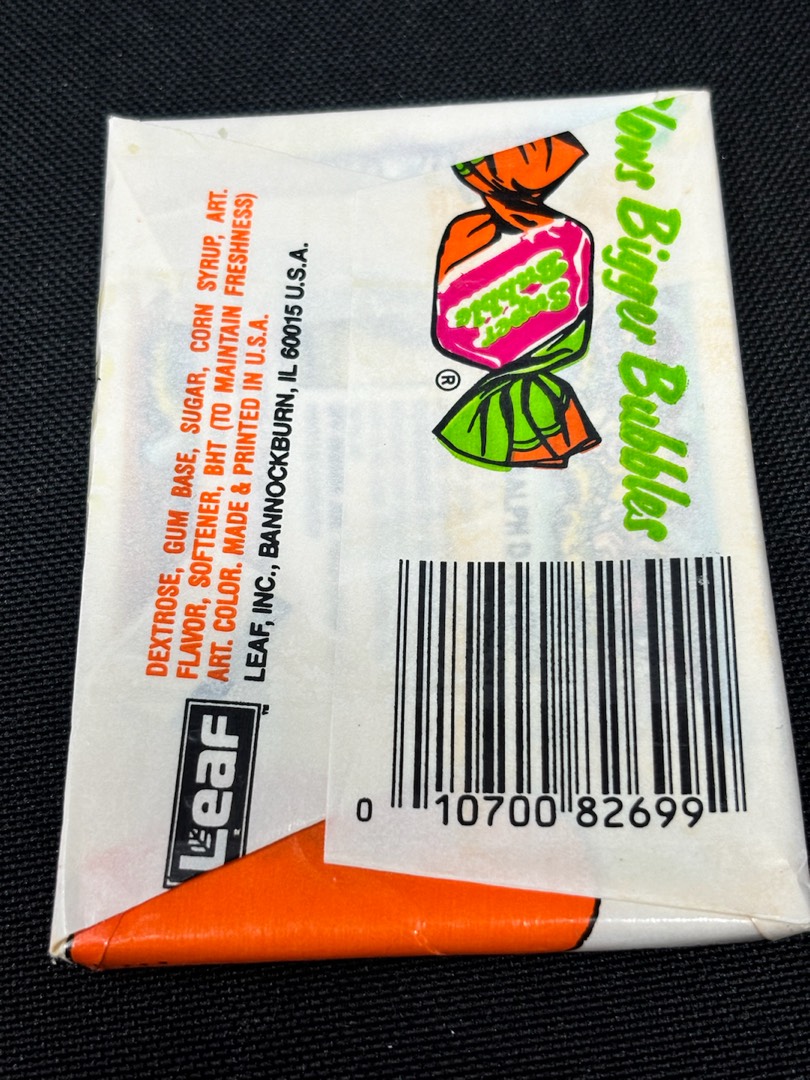 DEXTROSE, GUM BASE, SUGAR, CORN SYRUP, ART.
FLAVOR, SOFTENER, BHT (TO MAINTAIN FRESHNESS)
ART. COLOR. MADE & PRINTED IN U.S.A.
LEAF, INC., BANNOCKBURN, IL 60015 U.S.A.
Leaf
TM
Bigger Bubbles
Super
Bubble
®
0 10700 82699